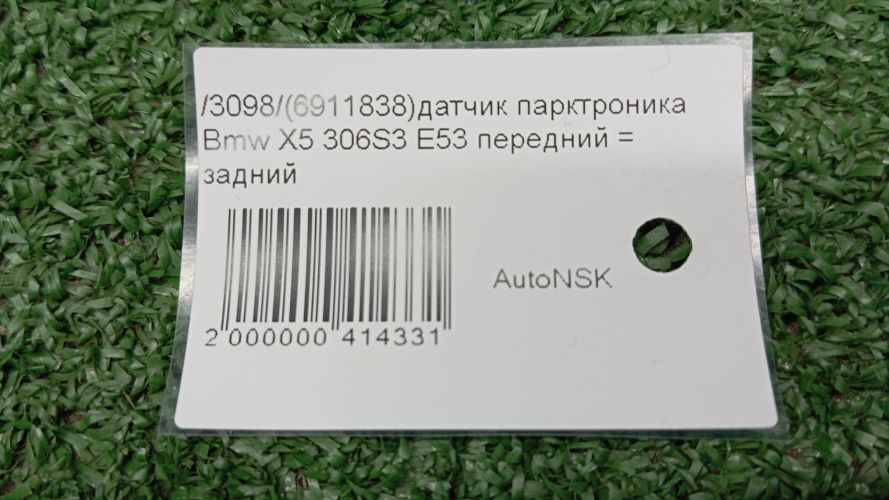 /3098/(6911838)датчик парктроника
Bmw X5 306S3 E53 передний =
задний
AutoNSK
2 000000 414331